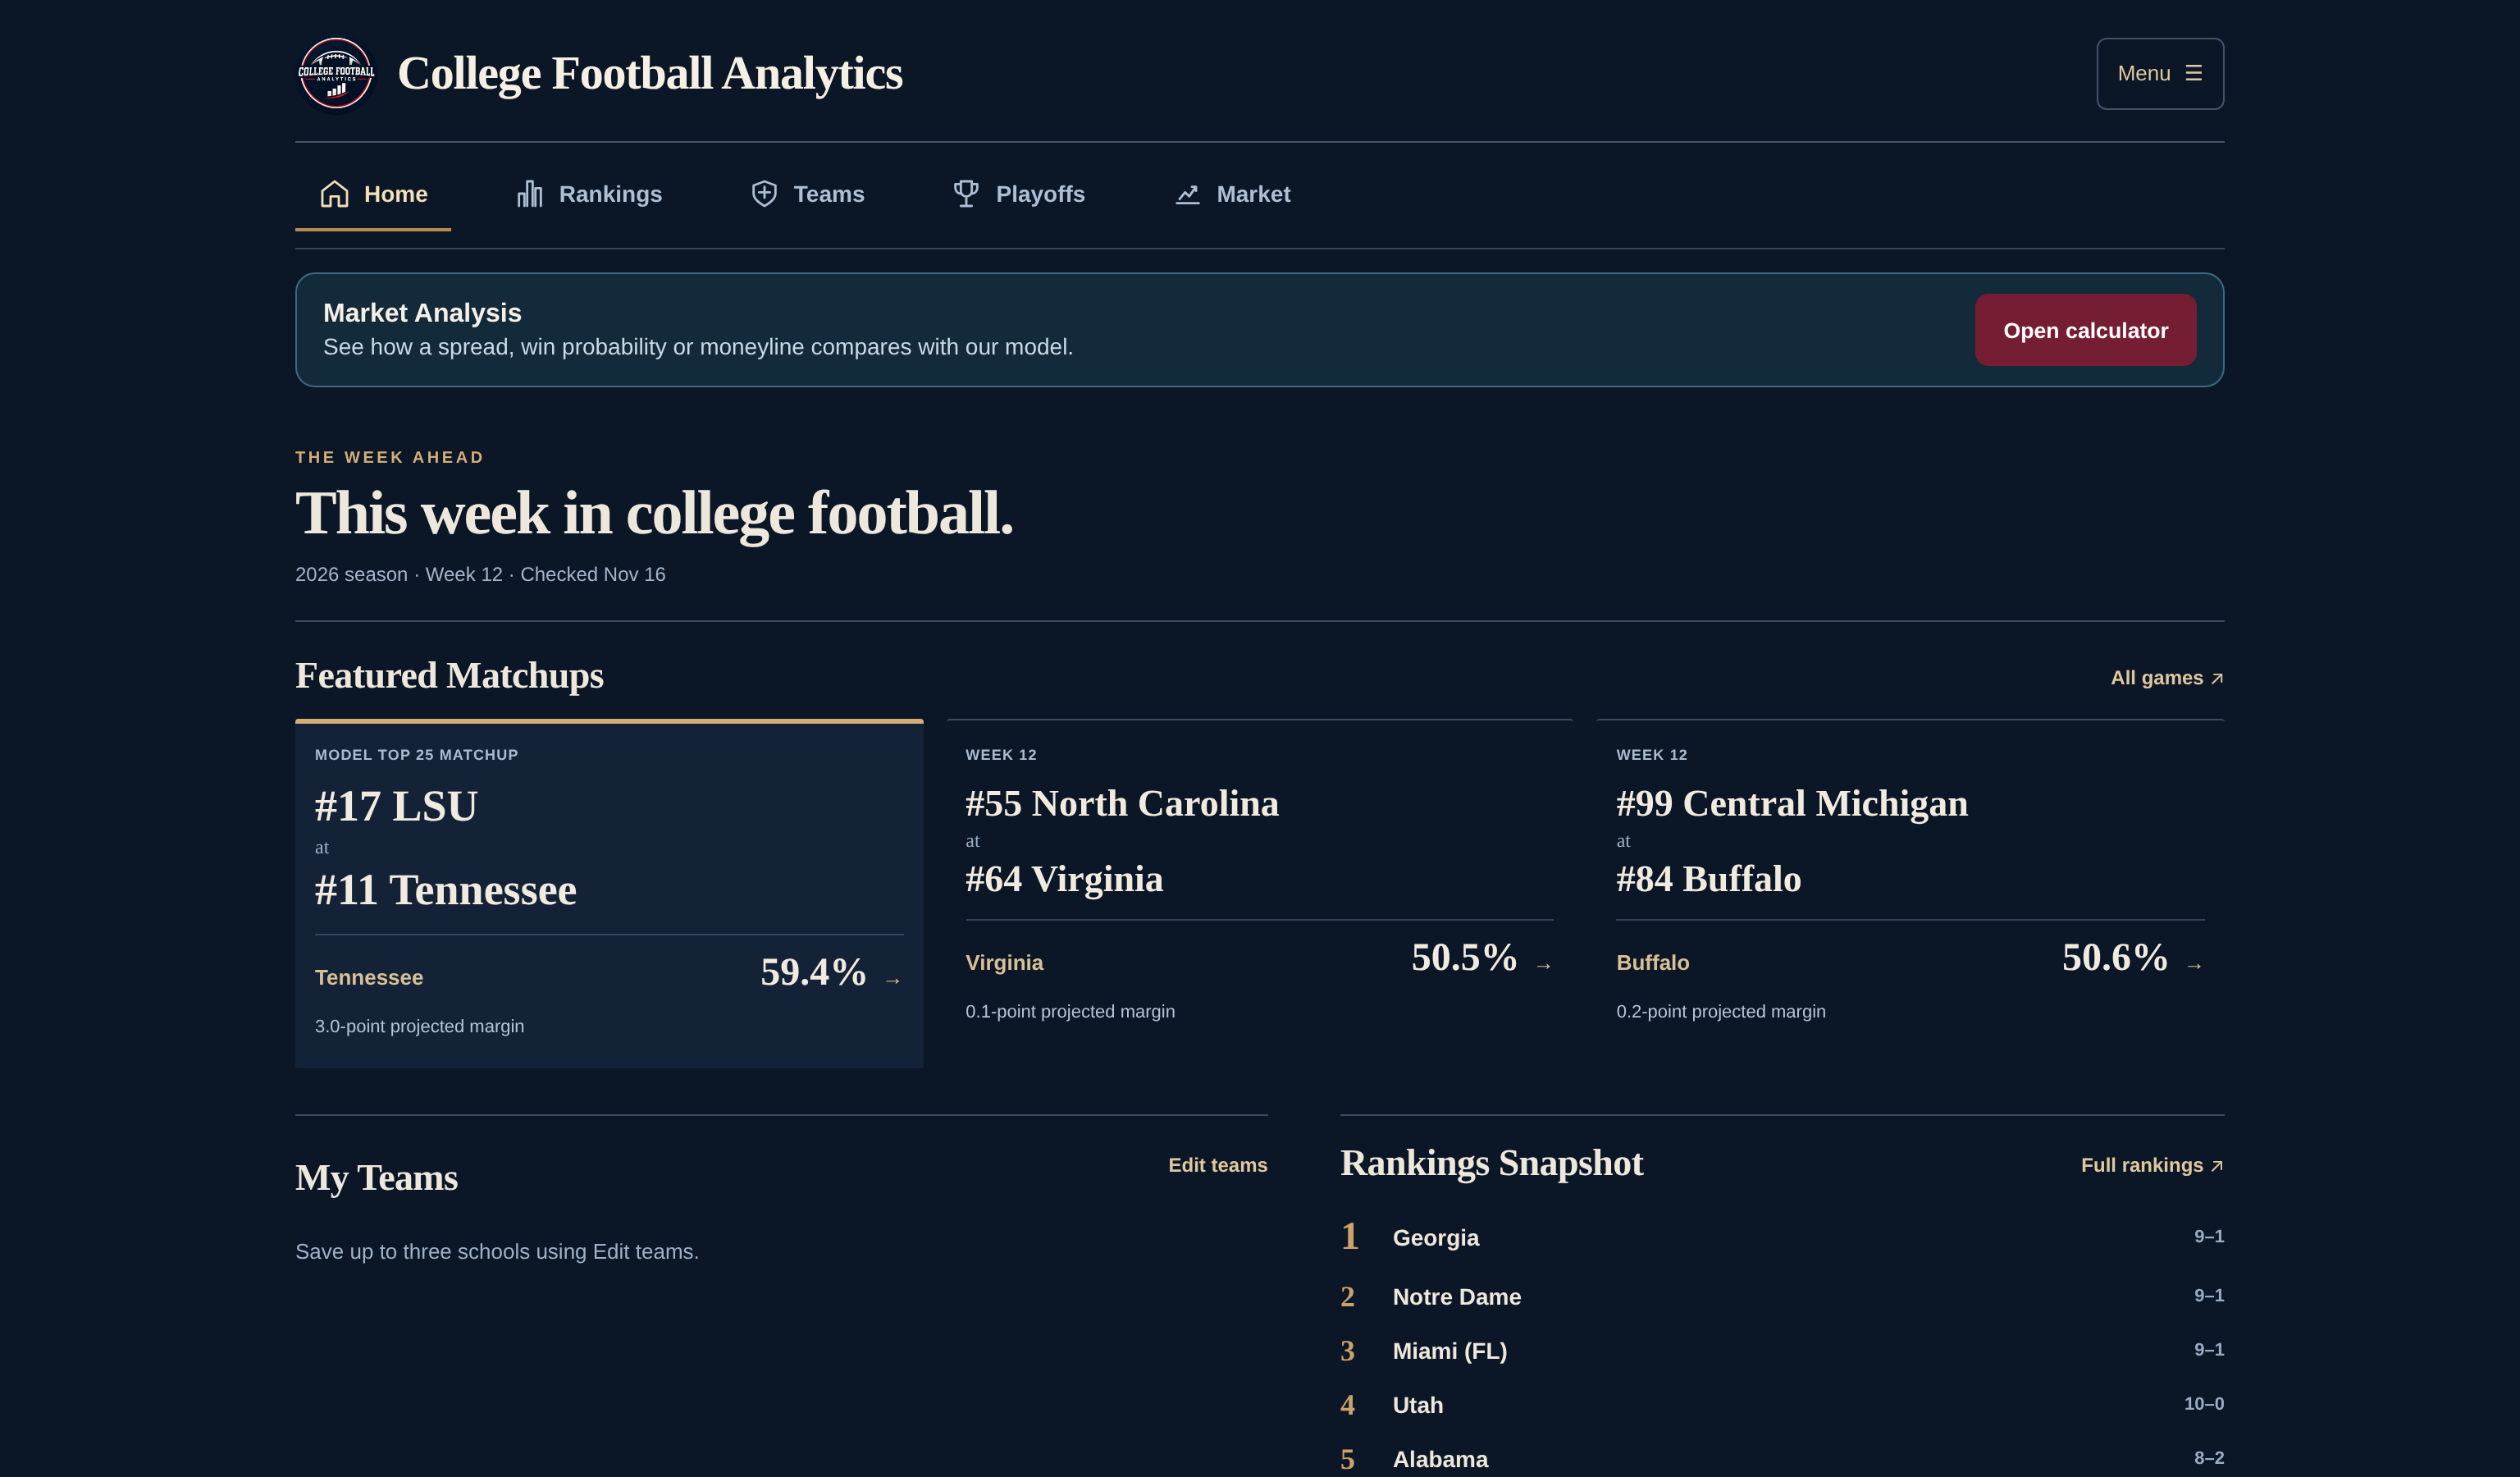 COLLEGE FOOTBALL
ANALYTICS
College Football Analytics
Menu ☰
Home
Rankings
Teams
Playoffs
Market
Market Analysis
See how a spread, win probability or moneyline compares with our model.
Open calculator
THE WEEK AHEAD
This week in college football.
2026 season · Week 12 · Checked Nov 16
Featured Matchups
All games ↗
MODEL TOP 25 MATCHUP
#17 LSU
at
#11 Tennessee
Tennessee 59.4% →
3.0-point projected margin
WEEK 12
#55 North Carolina
at
#64 Virginia
Virginia 50.5% →
0.1-point projected margin
WEEK 12
#99 Central Michigan
at
#84 Buffalo
Buffalo 50.6% →
0.2-point projected margin
My Teams
Edit teams
Save up to three schools using Edit teams.
Rankings Snapshot
Full rankings ↗
1 Georgia 9–1
2 Notre Dame 9–1
3 Miami (FL) 9–1
4 Utah 10–0
5 Alabama 8–2